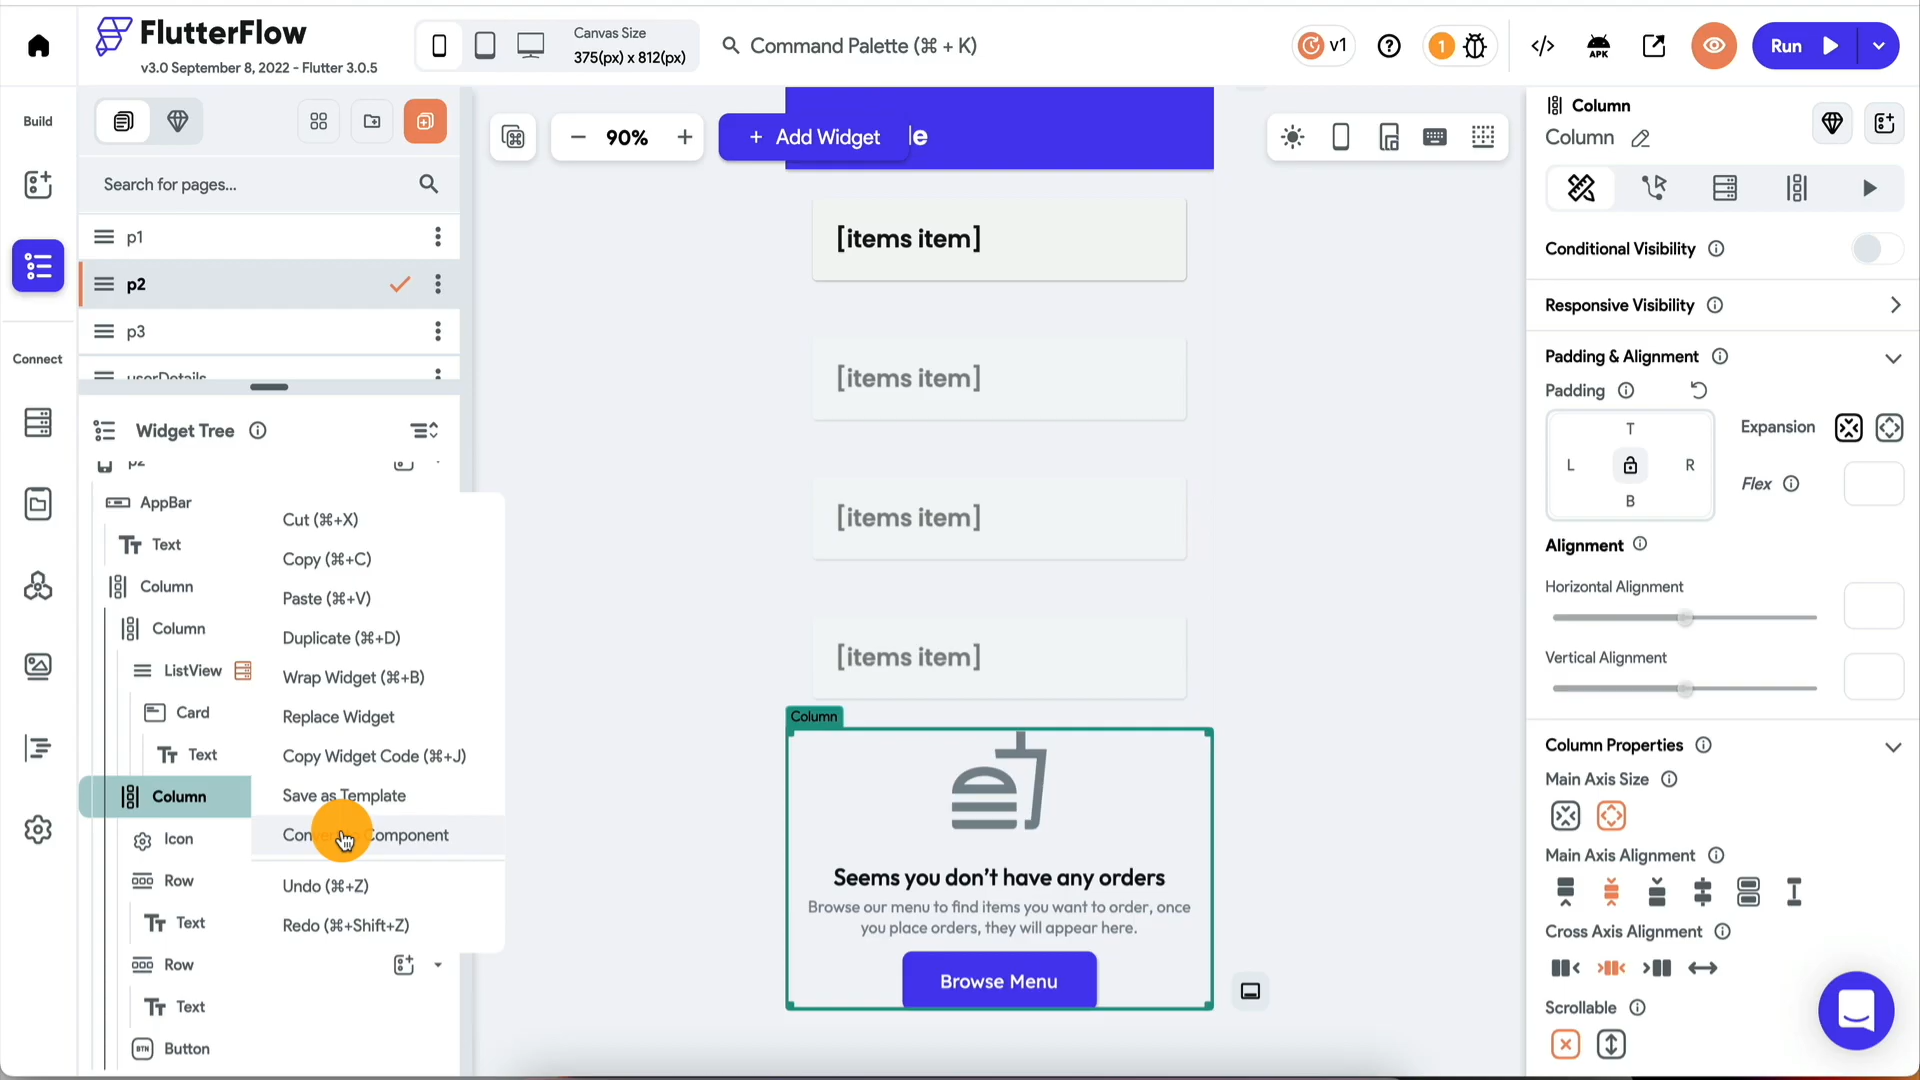 FlutterFlow
v3.0 September 8, 2022 - Flutter 3.0.5
Canvas Size
375(px) x 812(px)
Command Palette (⌘ + K)
v1
1
APK
Run
Build
Search for pages...
p1
p2
p3
userDetails
Connect
Widget Tree
p2
AppBar
Text
Column
Column
ListView
Card
Text
Column
Icon
Row
Text
Row
Text
BTN
Button
Cut (⌘+X)
Copy (⌘+C)
Paste (⌘+V)
Duplicate (⌘+D)
Wrap Widget (⌘+B)
Replace Widget
Copy Widget Code (⌘+J)
Save as Template
Component
Undo (⌘+Z)
Redo (⌘+Shift+Z)
90%
+ Add Widget
le
[items item]
[items item]
[items item]
[items item]
Column
Seems you don't have any orders
Browse our menu to find items you want to order, once
you place orders, they will appear here.
Browse Menu
Column
Column
Conditional Visibility
Responsive Visibility
Padding & Alignment
Padding
T
L
R
B
Expansion
Flex
Alignment
Horizontal Alignment
Vertical Alignment
Column Properties
Main Axis Size
Main Axis Alignment
Cross Axis Alignment
Scrollable